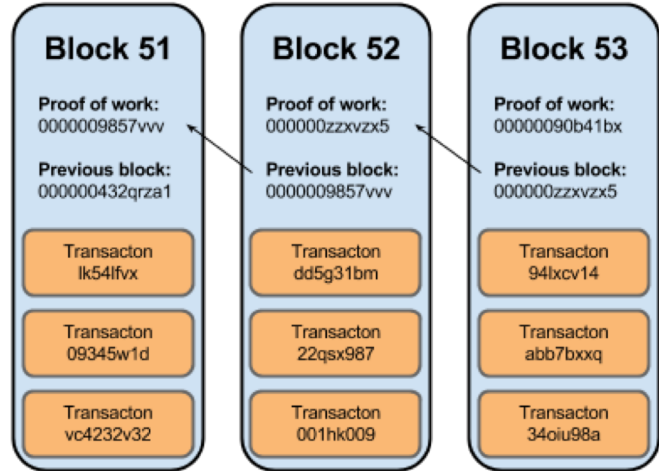 Block 51
Proof of work:
0000009857vvv
Previous block:
000000432qrza1
Transacton
lk54lfvx
Transacton
09345w1d
Transacton
vc4232v32
Block 52
Proof of work:
000000zzxvzx5
Previous block:
0000009857vvv
Transacton
dd5g31bm
Transacton
22qsx987
Transacton
001hk009
Block 53
Proof of work:
00000090b41bx
Previous block:
000000zzxvzx5
Transacton
94lxcv14
Transacton
abb7bxxq
Transacton
34oiu98a